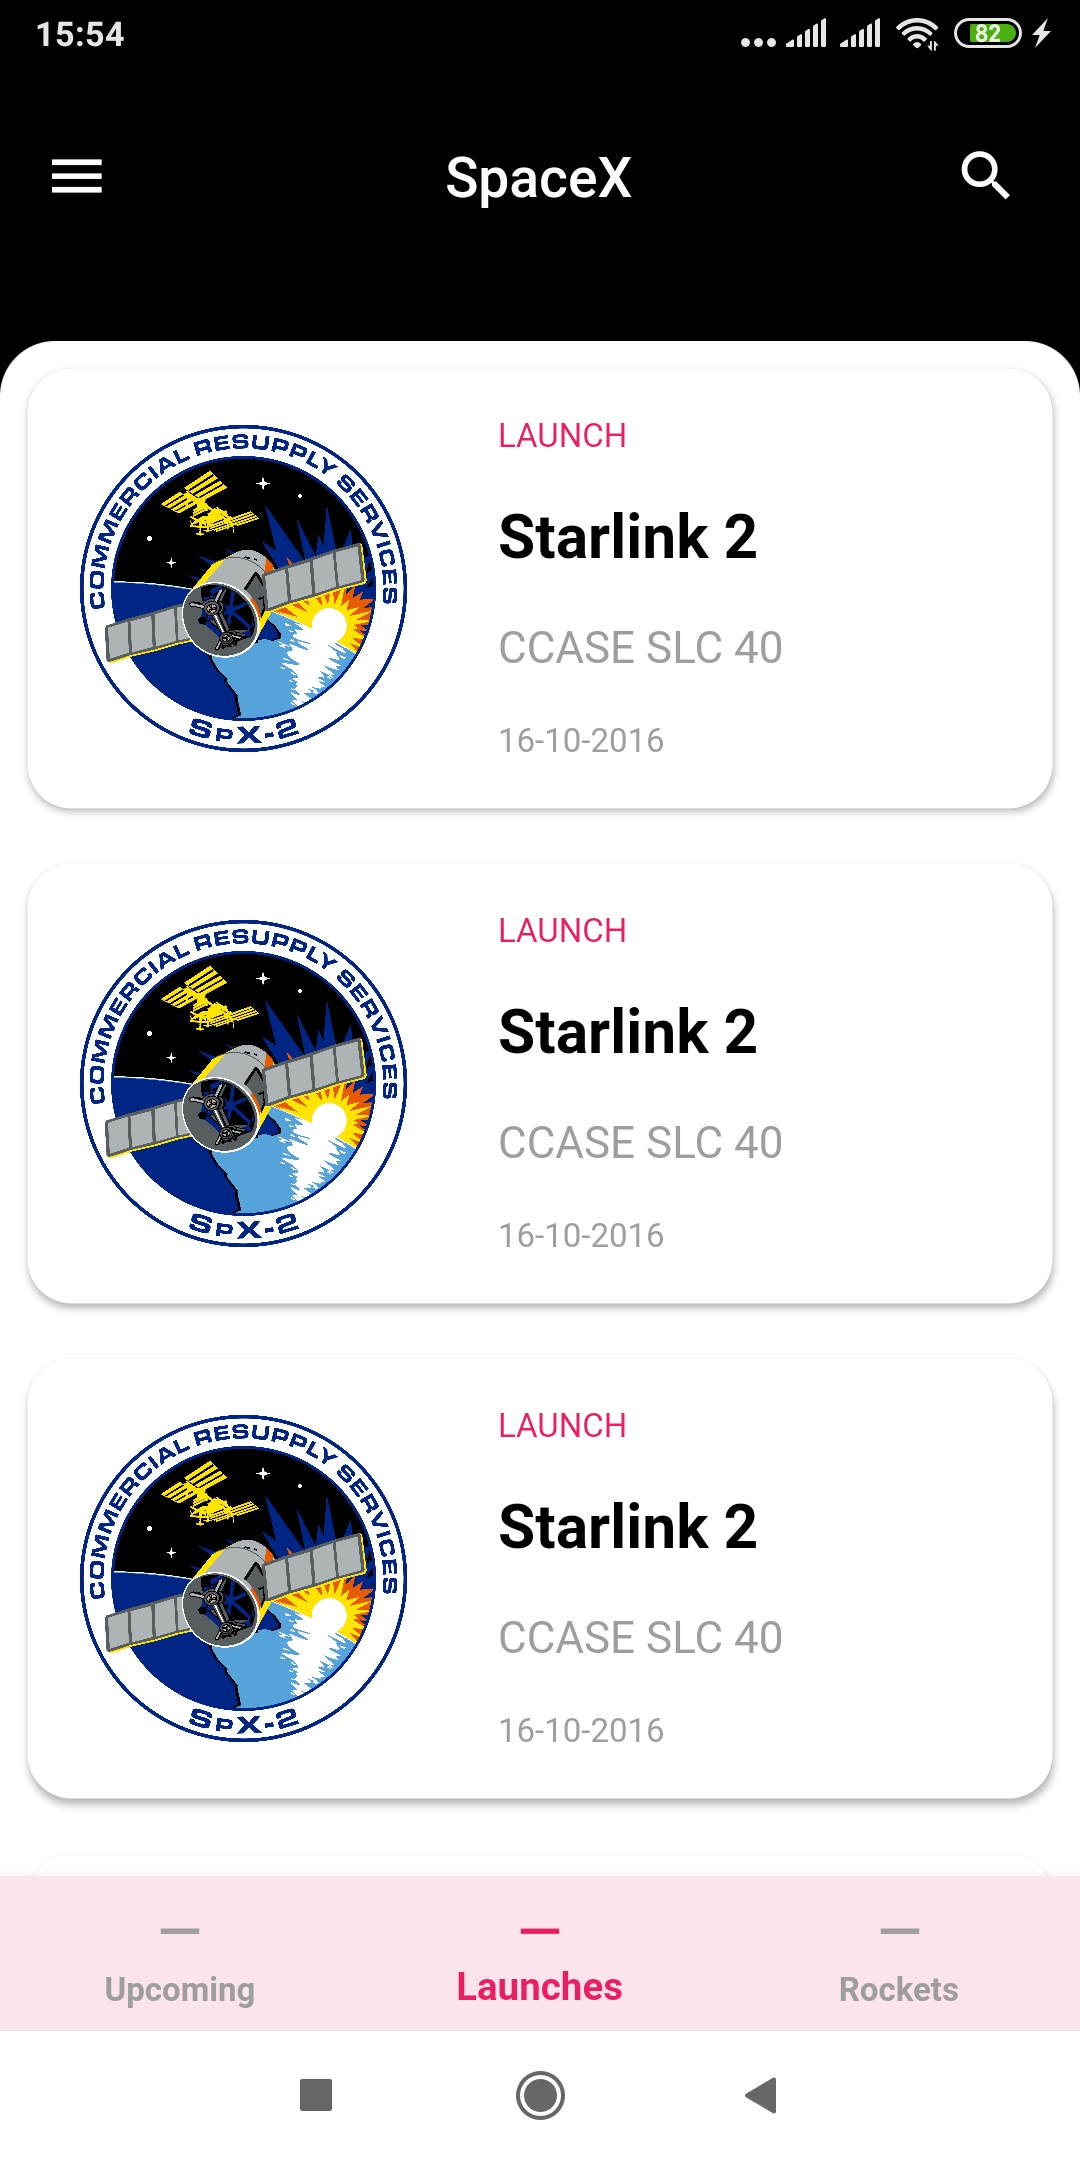 15:54
82
SpaceX
COMMERCIAL RESUPPLY SERVICES
SpX-2
LAUNCH
Starlink 2
CCASE SLC 40
16-10-2016
COMMERCIAL RESUPPLY SERVICES
SpX-2
LAUNCH
Starlink 2
CCASE SLC 40
16-10-2016
COMMERCIAL RESUPPLY SERVICES
SpX-2
LAUNCH
Starlink 2
CCASE SLC 40
16-10-2016
Upcoming
Launches
Rockets